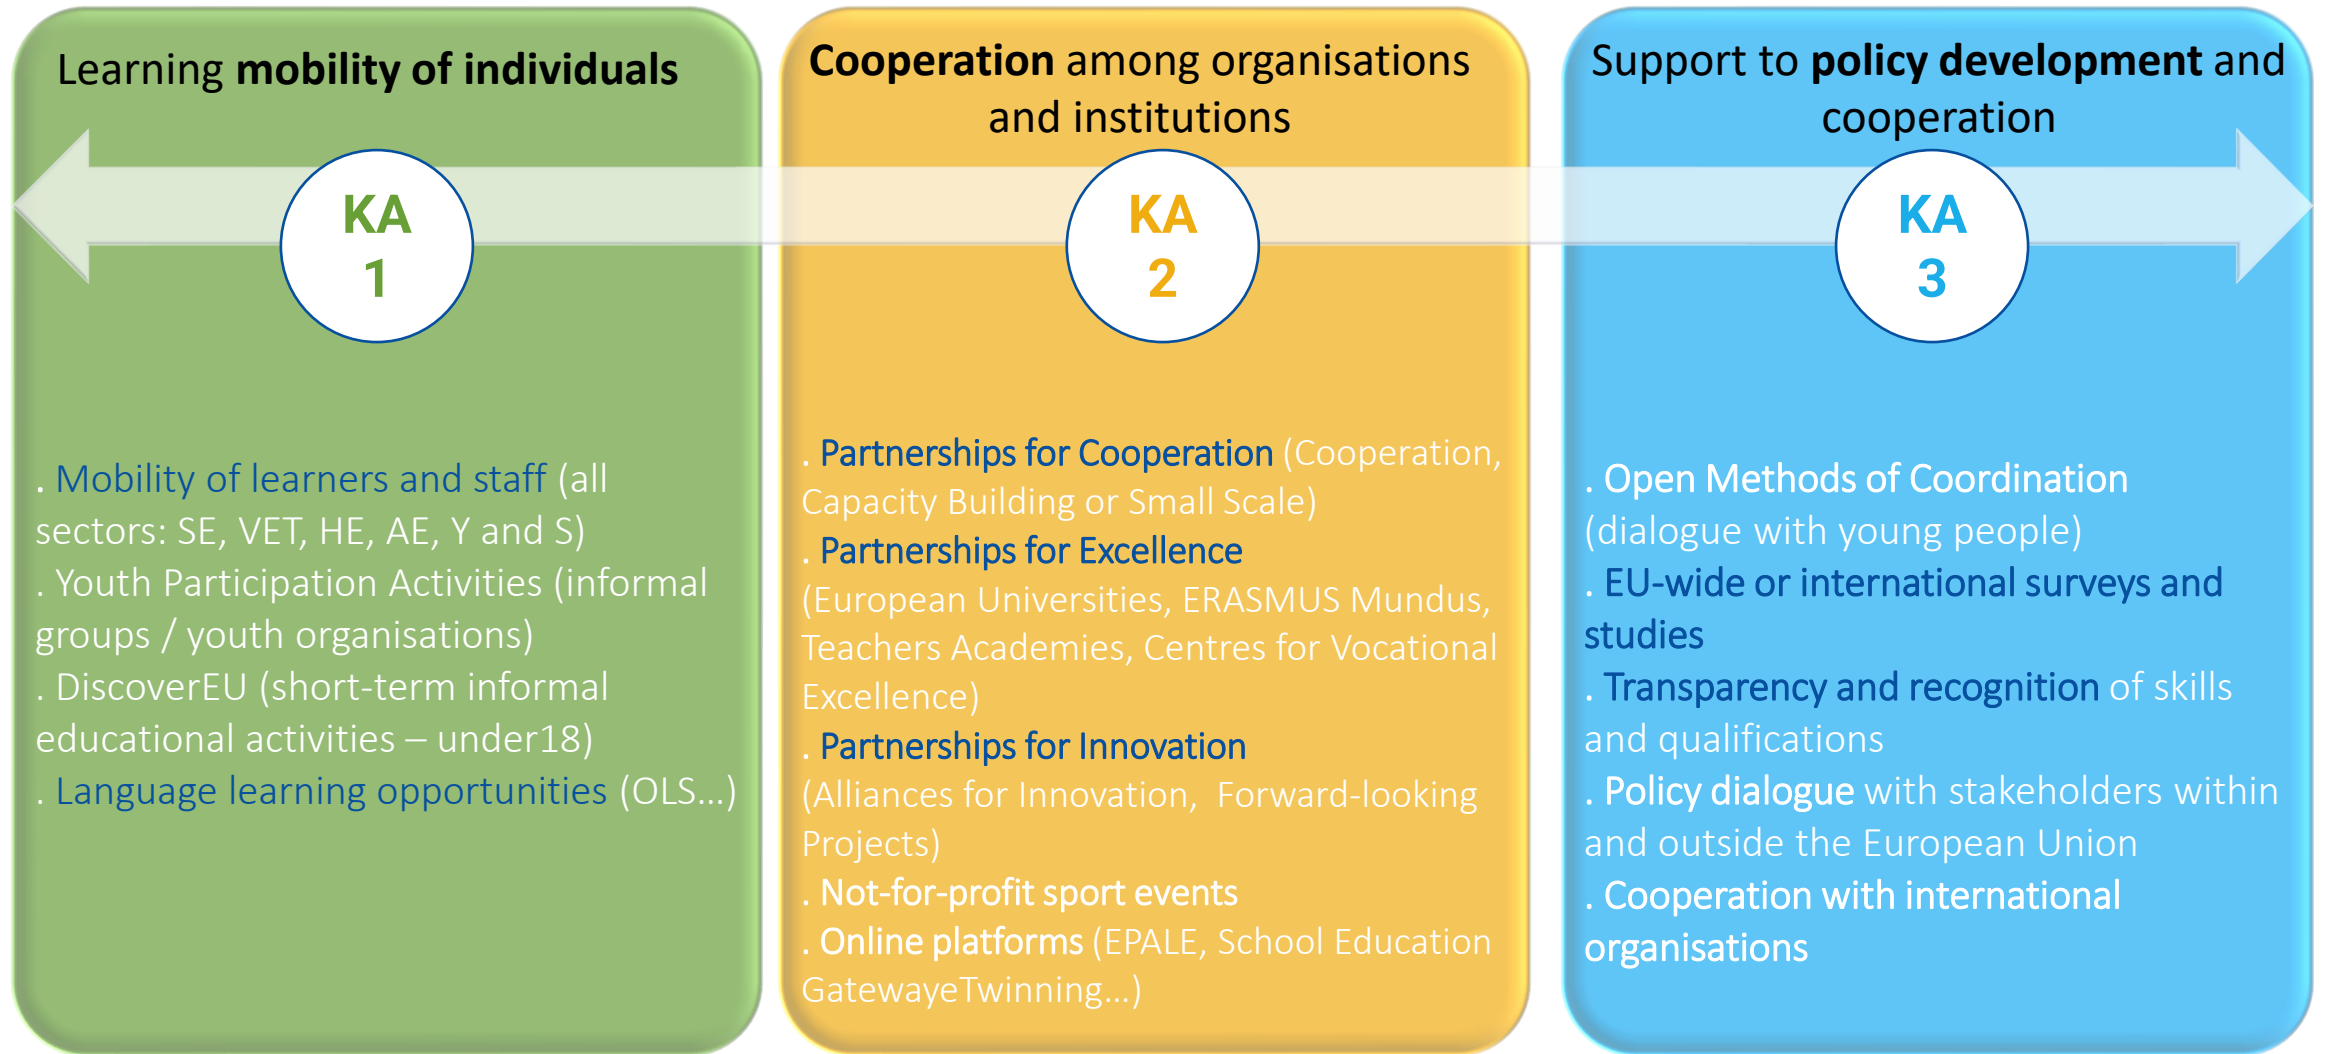 Learning mobility of individuals
KA
1
. Mobility of learners and staff (all
sectors: SE, VET, HE, AE, Y and S)
. Youth Participation Activities (informal
groups / youth organisations)
. DiscoverEU (short-term informal
educational activities – under18)
. Language learning opportunities (OLS...)
Cooperation among organisations
and institutions
KA
2
. Partnerships for Cooperation (Cooperation,
Capacity Building or Small Scale)
. Partnerships for Excellence
(European Universities, ERASMUS Mundus,
Teachers Academies, Centres for Vocational
Excellence)
. Partnerships for Innovation
(Alliances for Innovation,  Forward-looking
Projects)
. Not-for-profit sport events
. Online platforms (EPALE, School Education
GatewayeTwinning...)
Support to policy development and
cooperation
KA
3
. Open Methods of Coordination
(dialogue with young people)
. EU-wide or international surveys and
studies
. Transparency and recognition of skills
and qualifications
. Policy dialogue with stakeholders within
and outside the European Union
. Cooperation with international
organisations